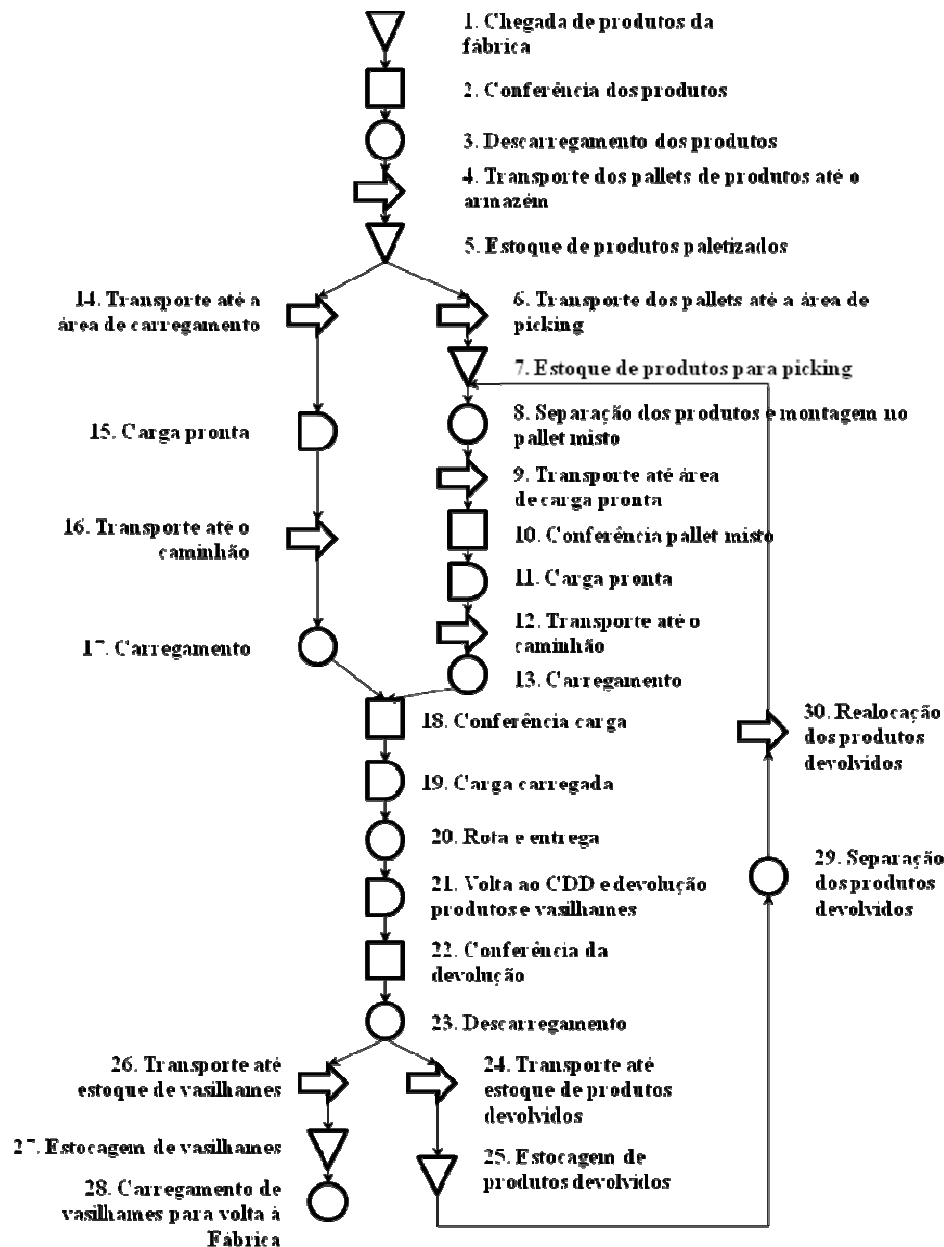 1. Chegada de produtos da
fábrica
2. Conferência dos produtos
3. Descarregamento dos produtos
4. Transporte dos pallets de produtos até o
armazém
5. Estoque de produtos paletizados
14. Transporte até a
área de carregamento
6. Transporte dos pallets até a área de
picking
7. Estoque de produtos para picking
15. Carga pronta
8. Separação dos produtos e montagem no
pallet misto
9. Transporte até área
de carga pronta
16. Transporte até o
caminhão
10. Conferência pallet misto
11. Carga pronta
12. Transporte até o
caminhão
17. Carregamento
13. Carregamento
18. Conferência carga
30. Realocação
dos produtos
devolvidos
19. Carga carregada
20. Rota e entrega
29. Separação
dos produtos
devolvidos
21. Volta ao CDD e devolução
produtos e vasilhames
22. Conferência da
devolução
23. Descarregamento
26. Transporte até
estoque de vasilhames
24. Transporte até
estoque de produtos
devolvidos
27. Estocagem de vasilhames
25. Estocagem de
produtos devolvidos
28. Carregamento de
vasilhames para volta à
Fábrica